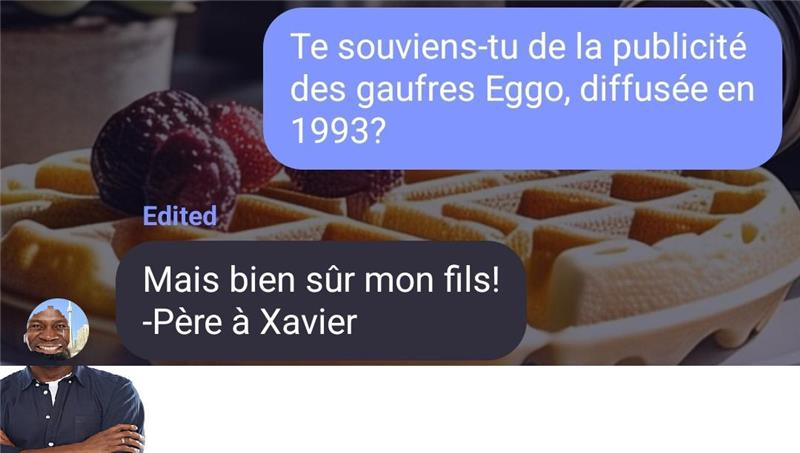 Te souviens-tu de la publicité
des gaufres Eggo, diffusée en
1993?
Edited
Mais bien sûr mon fils!
-Père à Xavier